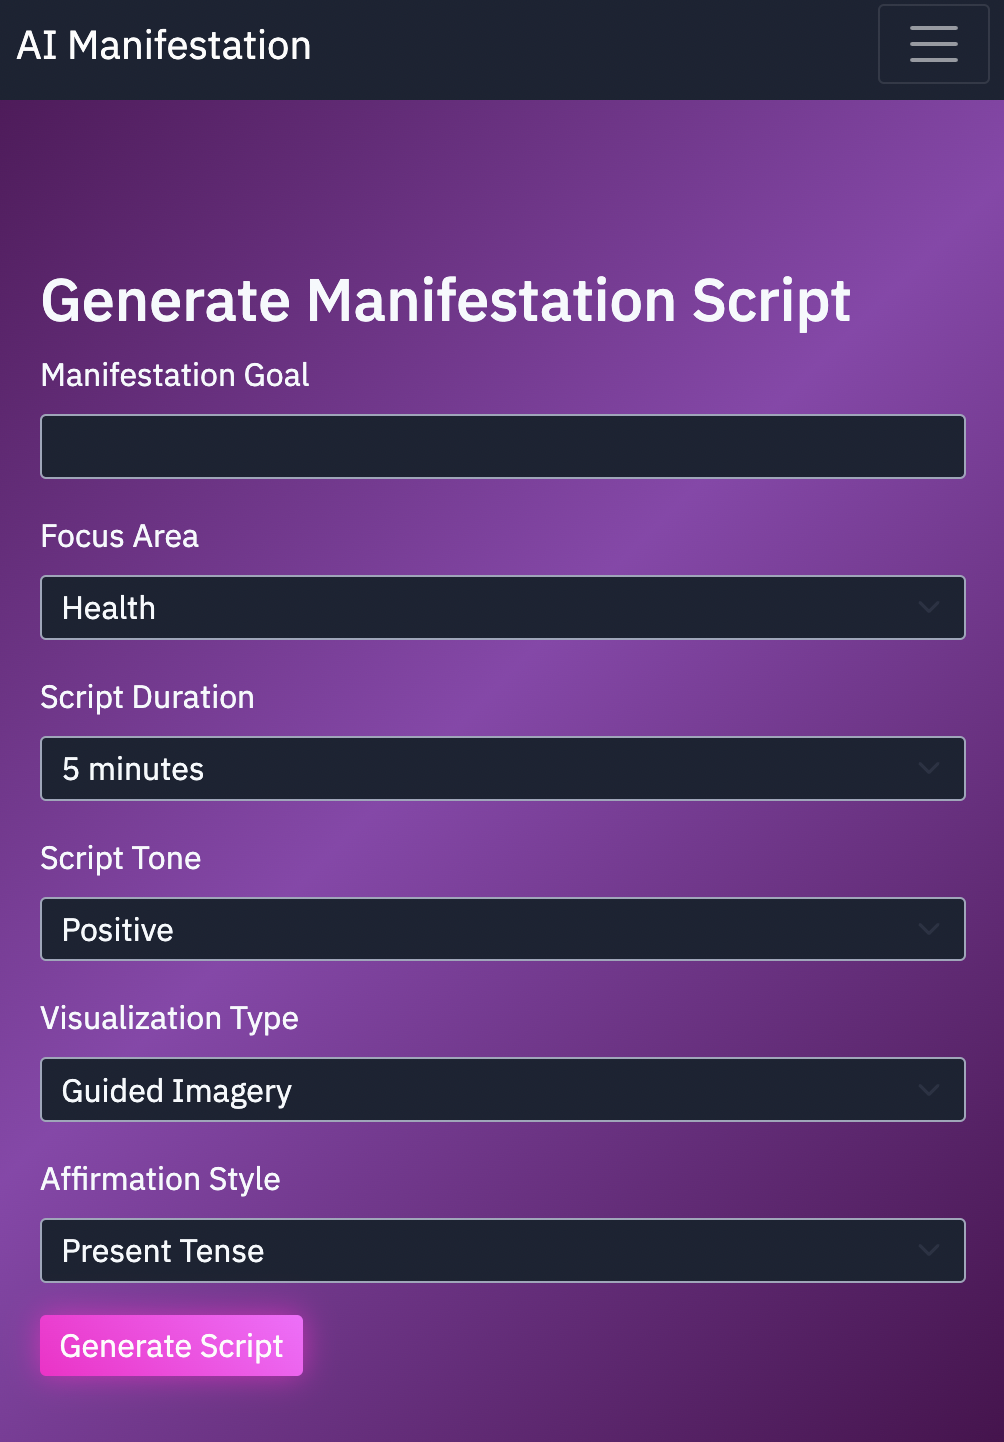 AI Manifestation
Generate Manifestation Script
Manifestation Goal
Focus Area
Health
Script Duration
5 minutes
Script Tone
Positive
Visualization Type
Guided Imagery
Affirmation Style
Present Tense
Generate Script